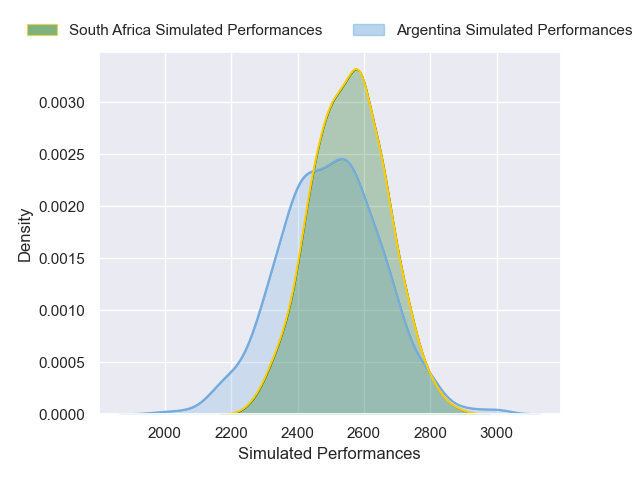 South Africa Simulated Performances Argentina Simulated Performances
0.0030
0.0025
0.0020
0.0015
0.0010
0.0005
0.0000
Density
2000 2200 2400 2600 2800 3000
Simulated Performances